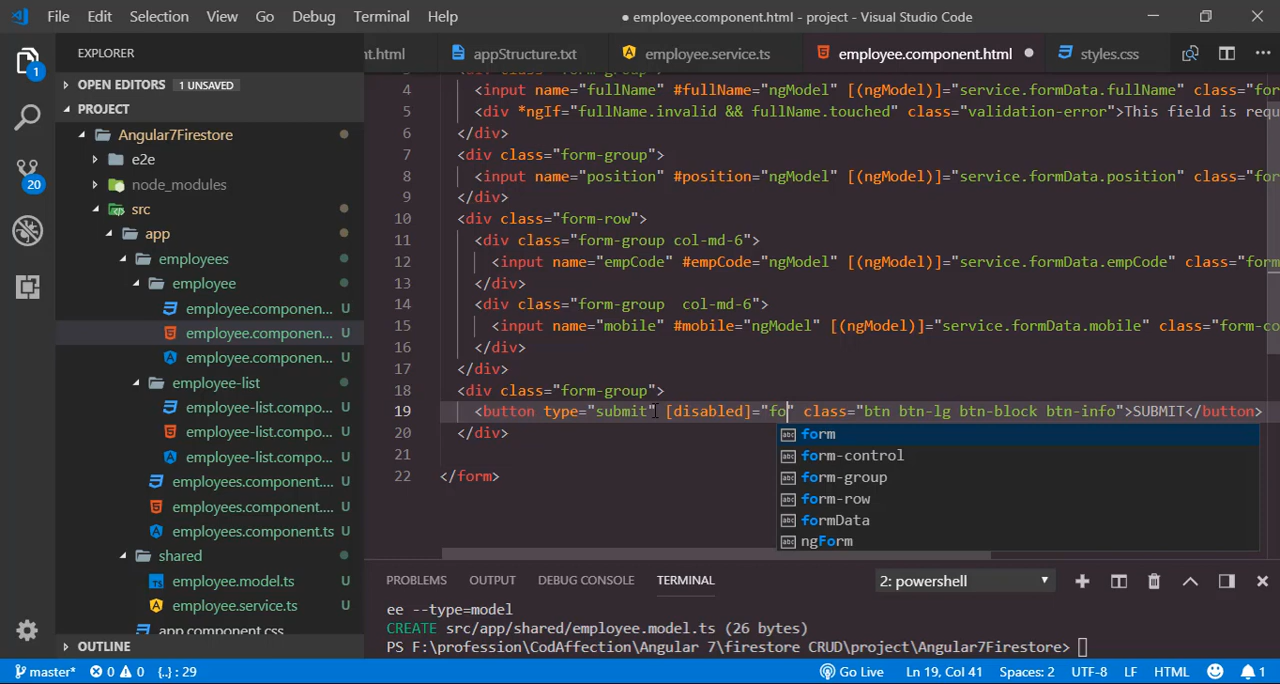 File Edit Selection View Go Debug Terminal Help ● employee.component.html - project - Visual Studio Code
EXPLORER
nt.html appStructure.txt employee.service.ts employee.component.html ● styles.css ...
OPEN EDITORS 1 UNSAVED
PROJECT
Angular7Firestore
e2e
node_modules
src
app
employees
employee
employee.componen... U
employee.componen... U
employee.componen... U
employee-list
employee-list.compo... U
employee-list.compo... U
employee-list.compo... U
employees.component.... U
employees.component.... U
employees.component.ts U
shared
employee.model.ts U
employee.service.ts U
app.component.css
OUTLINE
1
20
4 <input name="fullName" #fullName="ngModel" [(ngModel)]="service.formData.fullName" class="for
5 <div *ngIf="fullName.invalid && fullName.touched" class="validation-error">This field is requ
6 </div>
7 <div class="form-group">
8 <input name="position" #position="ngModel" [(ngModel)]="service.formData.position" class="for
9 </div>
10 <div class="form-row">
11 <div class="form-group col-md-6">
12 <input name="empCode" #empCode="ngModel" [(ngModel)]="service.formData.empCode" class="form
13 </div>
14 <div class="form-group  col-md-6">
15 <input name="mobile" #mobile="ngModel" [(ngModel)]="service.formData.mobile" class="form-co
16 </div>
17 </div>
18 <div class="form-group">
19 <button type="submit" [disabled]="fo" class="btn btn-lg btn-block btn-info">SUBMIT</button>
20 </div>
21
22 </form>
abc form
abc form-control
abc form-group
abc form-row
abc formData
abc ngForm
PROBLEMS OUTPUT DEBUG CONSOLE TERMINAL 2: powershell
ee --type=model
CREATE src/app/shared/employee.model.ts (26 bytes)
PS F:\profession\CodAffection\Angular 7\firestore CRUD\project\Angular7Firestore>
master* 0 0 {..} : 29 Go Live Ln 19, Col 41 Spaces: 2 UTF-8 LF HTML 1